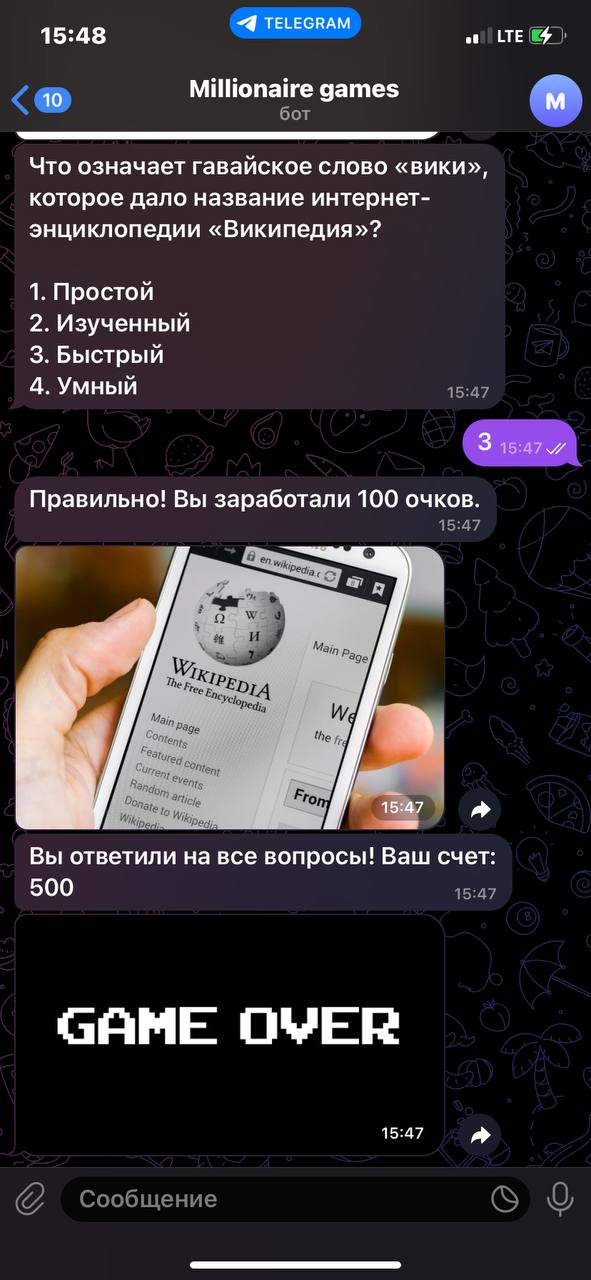 15:48
TELEGRAM
LTE
10
Millionaire games
бот
M
Что означает гавайское слово «вики»,
которое дало название интернет-
энциклопедии «Википедия»?
1. Простой
2. Изученный
3. Быстрый
4. Умный
15:47
3 15:47
Правильно! Вы заработали 100 очков.
15:47
en.wikipedia.c
Ω W
維 И
WIKIPEDIA
The Free Encyclopedia
Main page
Contents
Featured content
Current events
Random article
Donate to Wikipedia
Wikipedia
Main Page
We
the fre
From
15:47
Вы ответили на все вопросы! Ваш счет:
500
15:47
GAME OVER
15:47
Сообщение